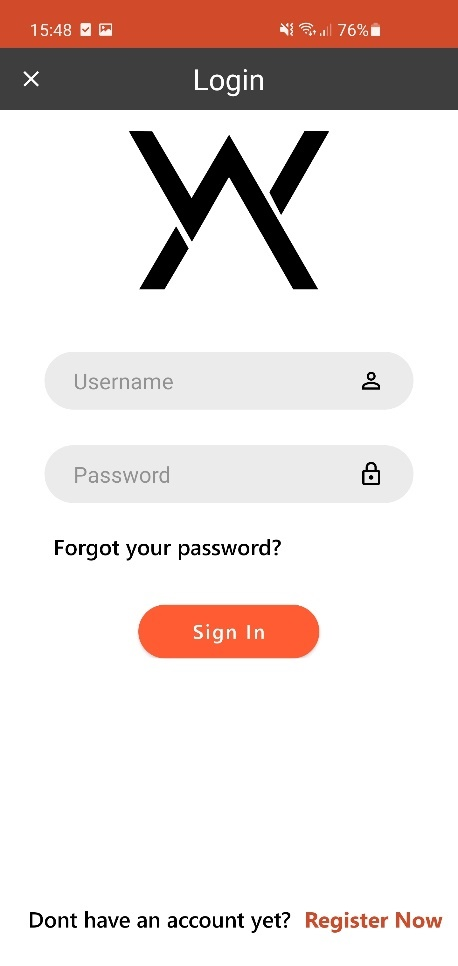 15:48 76%
Login
Username
Password
Forgot your password?
Sign In
Dont have an account yet? Register Now